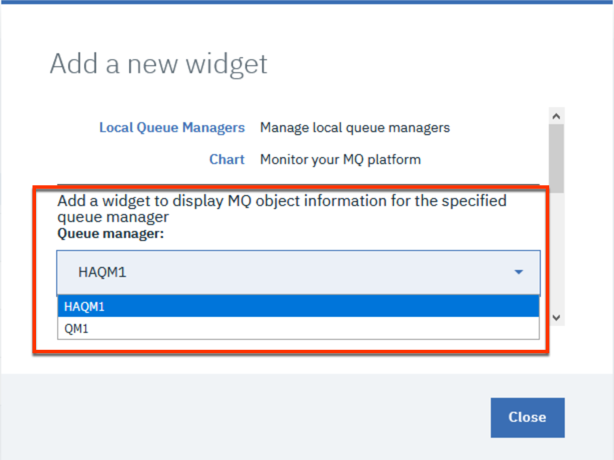 Add a new widget
Local Queue Managers Manage local queue managers
Chart Monitor your MQ platform
Add a widget to display MQ object information for the specified
queue manager
Queue manager:
HAQM1
HAQM1
QM1
Close